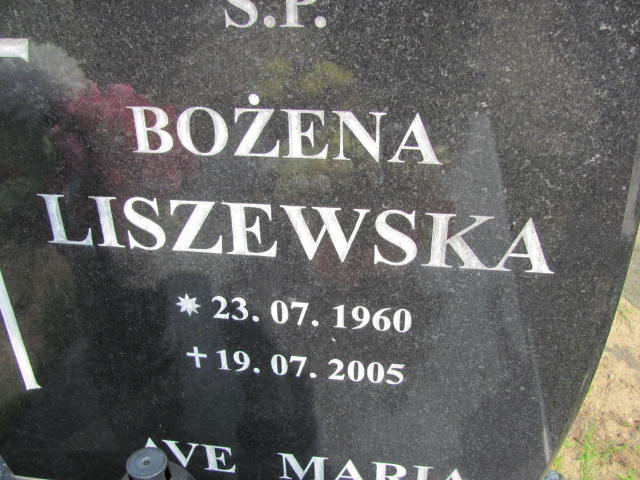 Ś.P.
BOŻENA
LISZEWSKA
* 23. 07. 1960
† 19. 07. 2005
AVE MARIA